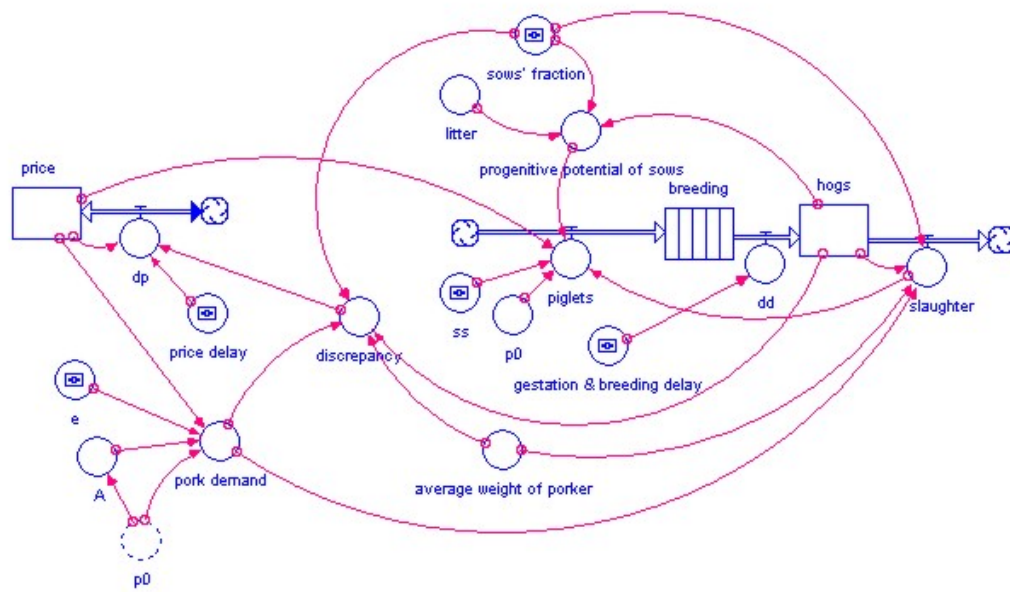 sows' fraction
litter
progenitive potential of sows
price
breeding
hogs
dp
piglets
dd
slaughter
ss
p0
price delay
discrepancy
gestation & breeding delay
e
A
pork demand
average weight of porker
p0